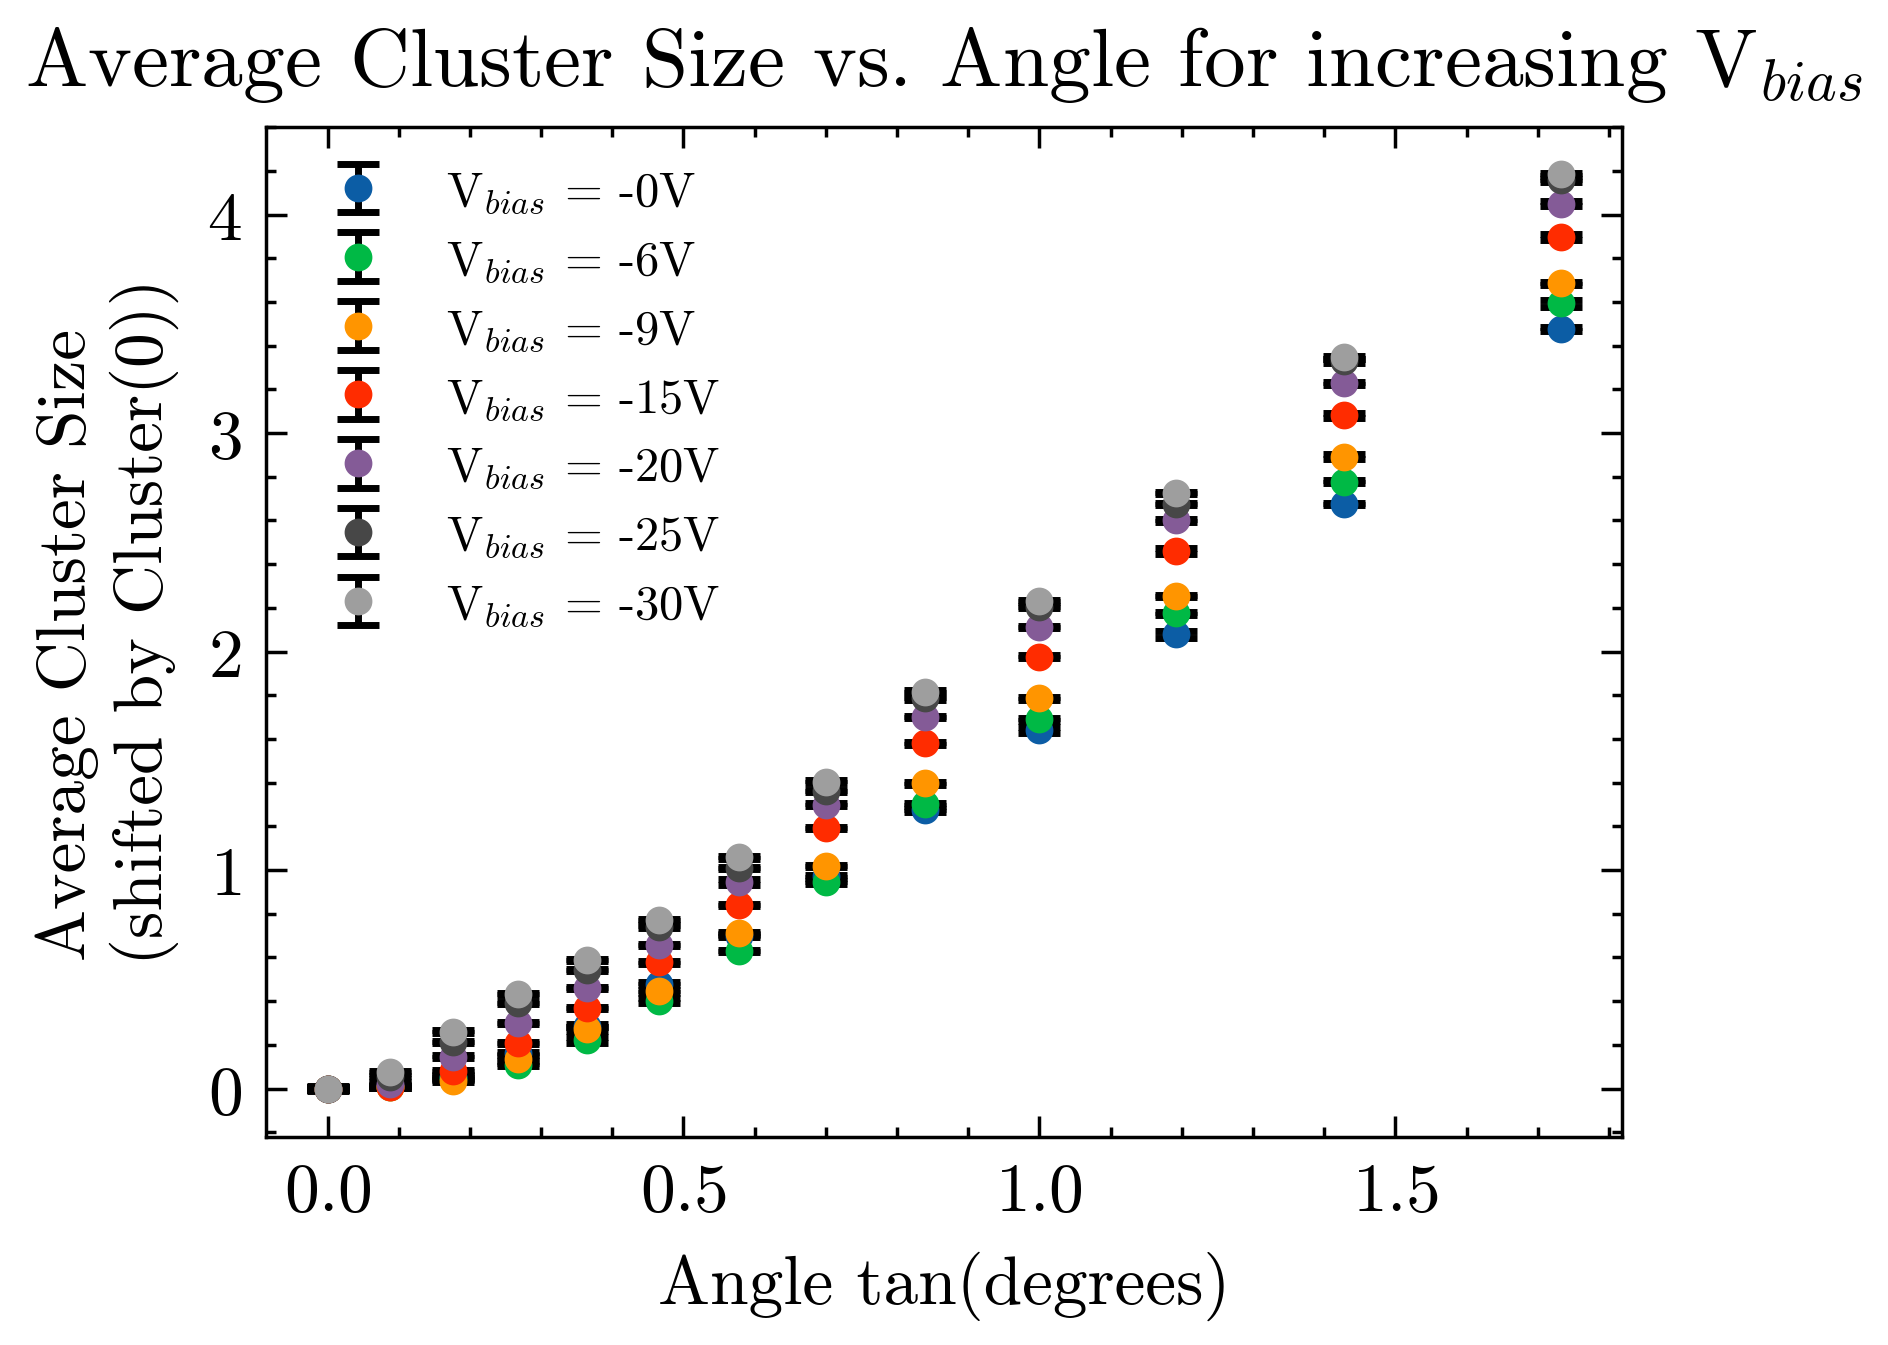 Average Cluster Size vs. Angle for increasing V_bias
V_bias = -0V
V_bias = -6V
V_bias = -9V
V_bias = -15V
V_bias = -20V
V_bias = -25V
V_bias = -30V
Average Cluster Size
(shifted by Cluster(0))
4
3
2
1
0
0.0 0.5 1.0 1.5
Angle tan(degrees)